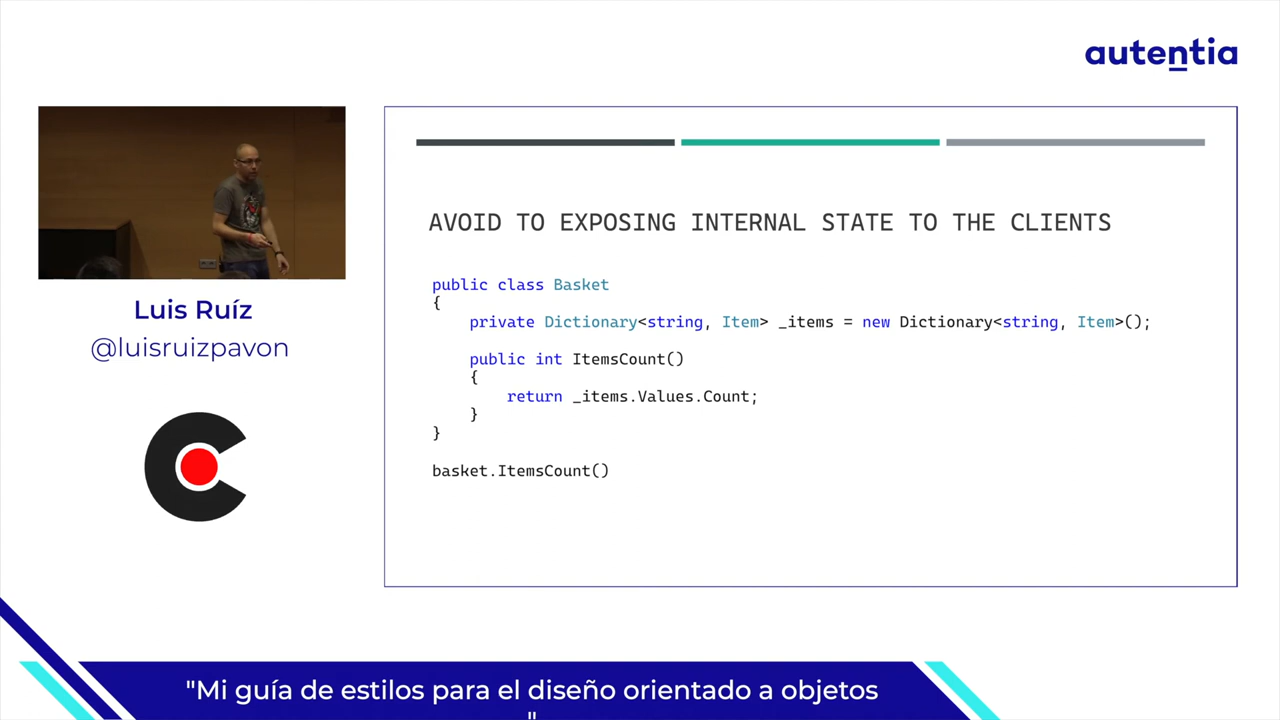 autentia
Luis Ruíz
@luisruizpavon
AVOID TO EXPOSING INTERNAL STATE TO THE CLIENTS
public class Basket
{
    private Dictionary<string, Item> _items = new Dictionary<string, Item>();
    public int ItemsCount()
    {
        return _items.Values.Count;
    }
}
basket.ItemsCount()
"Mi guía de estilos para el diseño orientado a objetos
"